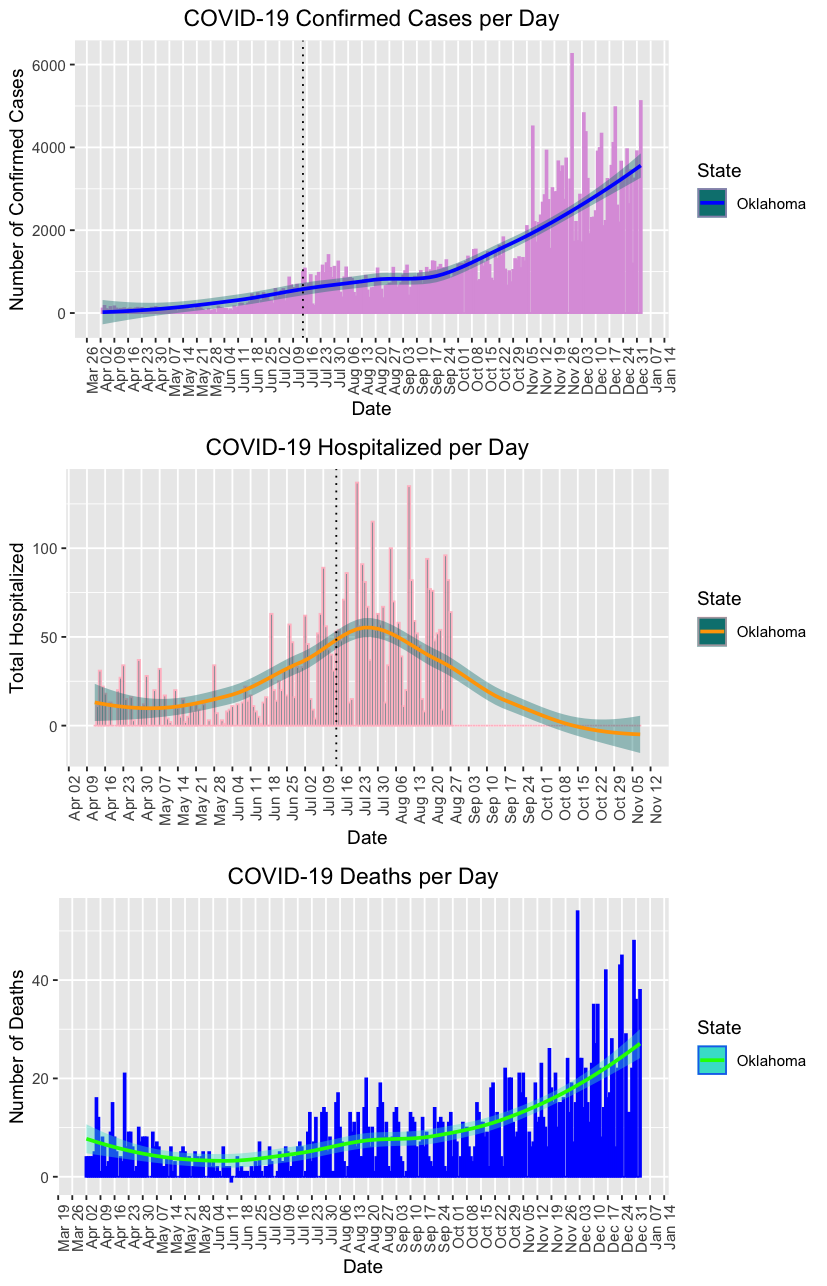 COVID-19 Confirmed Cases per Day
Number of Confirmed Cases
6000
4000
2000
0
Mar 26
Apr 02
Apr 09
Apr 16
Apr 23
Apr 30
May 07
May 14
May 21
May 28
Jun 04
Jun 11
Jun 18
Jun 25
Jul 02
Jul 09
Jul 16
Jul 23
Jul 30
Aug 06
Aug 13
Aug 20
Aug 27
Sep 03
Sep 10
Sep 17
Sep 24
Oct 01
Oct 08
Oct 15
Oct 22
Oct 29
Nov 05
Nov 12
Nov 19
Nov 26
Dec 03
Dec 10
Dec 17
Dec 24
Dec 31
Jan 07
Jan 14
Date
State
Oklahoma
COVID-19 Hospitalized per Day
Total Hospitalized
100
50
0
Apr 02
Apr 09
Apr 16
Apr 23
Apr 30
May 07
May 14
May 21
May 28
Jun 04
Jun 11
Jun 18
Jun 25
Jul 02
Jul 09
Jul 16
Jul 23
Jul 30
Aug 06
Aug 13
Aug 20
Aug 27
Sep 03
Sep 10
Sep 17
Sep 24
Oct 01
Oct 08
Oct 15
Oct 22
Oct 29
Nov 05
Nov 12
Date
State
Oklahoma
COVID-19 Deaths per Day
Number of Deaths
40
20
0
Mar 19
Mar 26
Apr 02
Apr 09
Apr 16
Apr 23
Apr 30
May 07
May 14
May 21
May 28
Jun 04
Jun 11
Jun 18
Jun 25
Jul 02
Jul 09
Jul 16
Jul 23
Jul 30
Aug 06
Aug 13
Aug 20
Aug 27
Sep 03
Sep 10
Sep 17
Sep 24
Oct 01
Oct 08
Oct 15
Oct 22
Oct 29
Nov 05
Nov 12
Nov 19
Nov 26
Dec 03
Dec 10
Dec 17
Dec 24
Dec 31
Jan 07
Jan 14
Date
State
Oklahoma